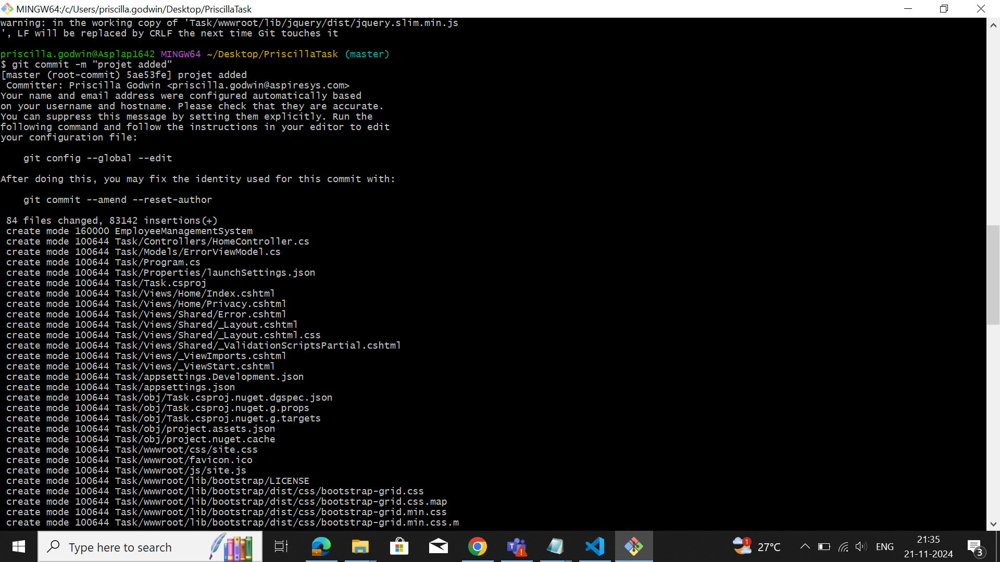 MINGW64:/c/Users/priscilla.godwin/Desktop/PriscillaTask
warning: in the working copy of 'Task/wwwroot/lib/jquery/dist/jquery.slim.min.js
', LF will be replaced by CRLF the next time Git touches it
priscilla.godwin@Asplap1642 MINGW64 ~/Desktop/PriscillaTask (master)
$ git commit -m "projet added"
[master (root-commit) 5ae53fe] projet added
Committer: Priscilla Godwin <priscilla.godwin@aspiresys.com>
Your name and email address were configured automatically based
on your username and hostname. Please check that they are accurate.
You can suppress this message by setting them explicitly. Run the
following command and follow the instructions in your editor to edit
your configuration file:
git config --global --edit
After doing this, you may fix the identity used for this commit with:
git commit --amend --reset-author
84 files changed, 83142 insertions(+)
create mode 160000 EmployeeManagementSystem
create mode 100644 Task/Controllers/HomeController.cs
create mode 100644 Task/Models/ErrorViewModel.cs
create mode 100644 Task/Program.cs
create mode 100644 Task/Properties/launchSettings.json
create mode 100644 Task/Task.csproj
create mode 100644 Task/Views/Home/Index.cshtml
create mode 100644 Task/Views/Home/Privacy.cshtml
create mode 100644 Task/Views/Shared/Error.cshtml
create mode 100644 Task/Views/Shared/_Layout.cshtml
create mode 100644 Task/Views/Shared/_Layout.cshtml.css
create mode 100644 Task/Views/Shared/_ValidationScriptsPartial.cshtml
create mode 100644 Task/Views/_ViewImports.cshtml
create mode 100644 Task/Views/_ViewStart.cshtml
create mode 100644 Task/appsettings.Development.json
create mode 100644 Task/appsettings.json
create mode 100644 Task/obj/Task.csproj.nuget.dgspec.json
create mode 100644 Task/obj/Task.csproj.nuget.g.props
create mode 100644 Task/obj/Task.csproj.nuget.g.targets
create mode 100644 Task/obj/project.assets.json
create mode 100644 Task/obj/project.nuget.cache
create mode 100644 Task/wwwroot/css/site.css
create mode 100644 Task/wwwroot/favicon.ico
create mode 100644 Task/wwwroot/js/site.js
create mode 100644 Task/wwwroot/lib/bootstrap/LICENSE
create mode 100644 Task/wwwroot/lib/bootstrap/dist/css/bootstrap-grid.css
create mode 100644 Task/wwwroot/lib/bootstrap/dist/css/bootstrap-grid.css.map
create mode 100644 Task/wwwroot/lib/bootstrap/dist/css/bootstrap-grid.min.css
create mode 100644 Task/wwwroot/lib/bootstrap/dist/css/bootstrap-grid.min.css.m
Type here to search
1
27°C
ENG
21:35
21-11-2024
3